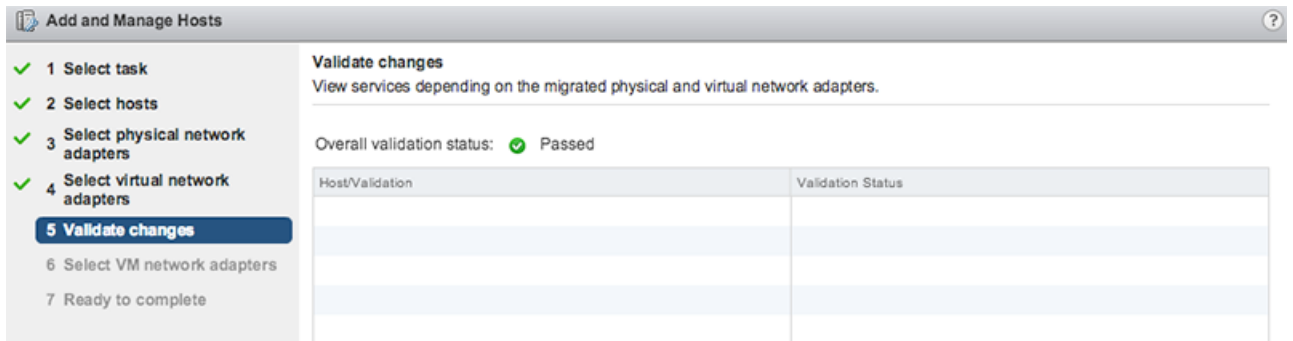 Add and Manage Hosts
?
1 Select task
2 Select hosts
3 Select physical network
adapters
4 Select virtual network
adapters
5 Validate changes
6 Select VM network adapters
7 Ready to complete
Validate changes
View services depending on the migrated physical and virtual network adapters.
Overall validation status: Passed
Host/Validation
Validation Status